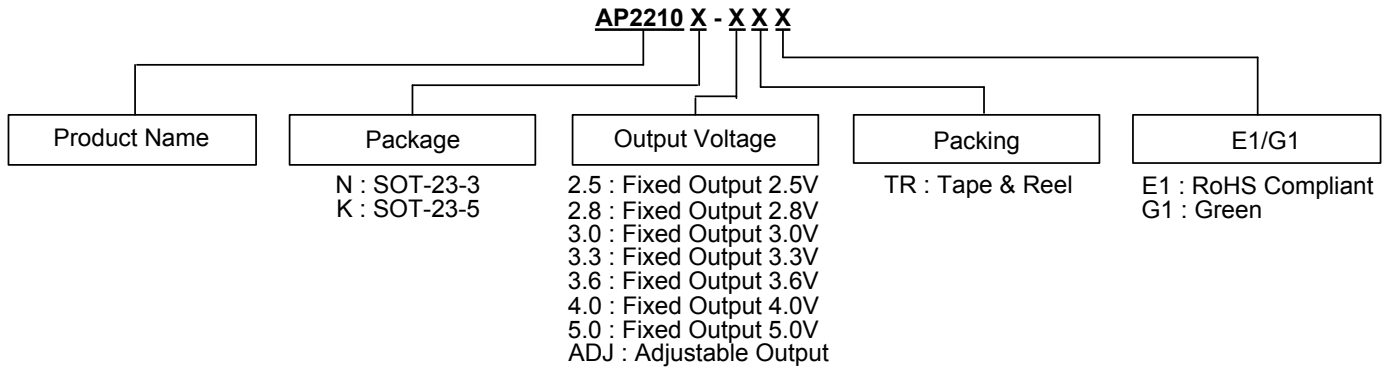 AP2210 X - X X X
Product Name
Package
Output Voltage
Packing
E1/G1
N : SOT-23-3
K : SOT-23-5
2.5 : Fixed Output 2.5V
2.8 : Fixed Output 2.8V
3.0 : Fixed Output 3.0V
3.3 : Fixed Output 3.3V
3.6 : Fixed Output 3.6V
4.0 : Fixed Output 4.0V
5.0 : Fixed Output 5.0V
ADJ : Adjustable Output
TR : Tape & Reel
E1 : RoHS Compliant
G1 : Green